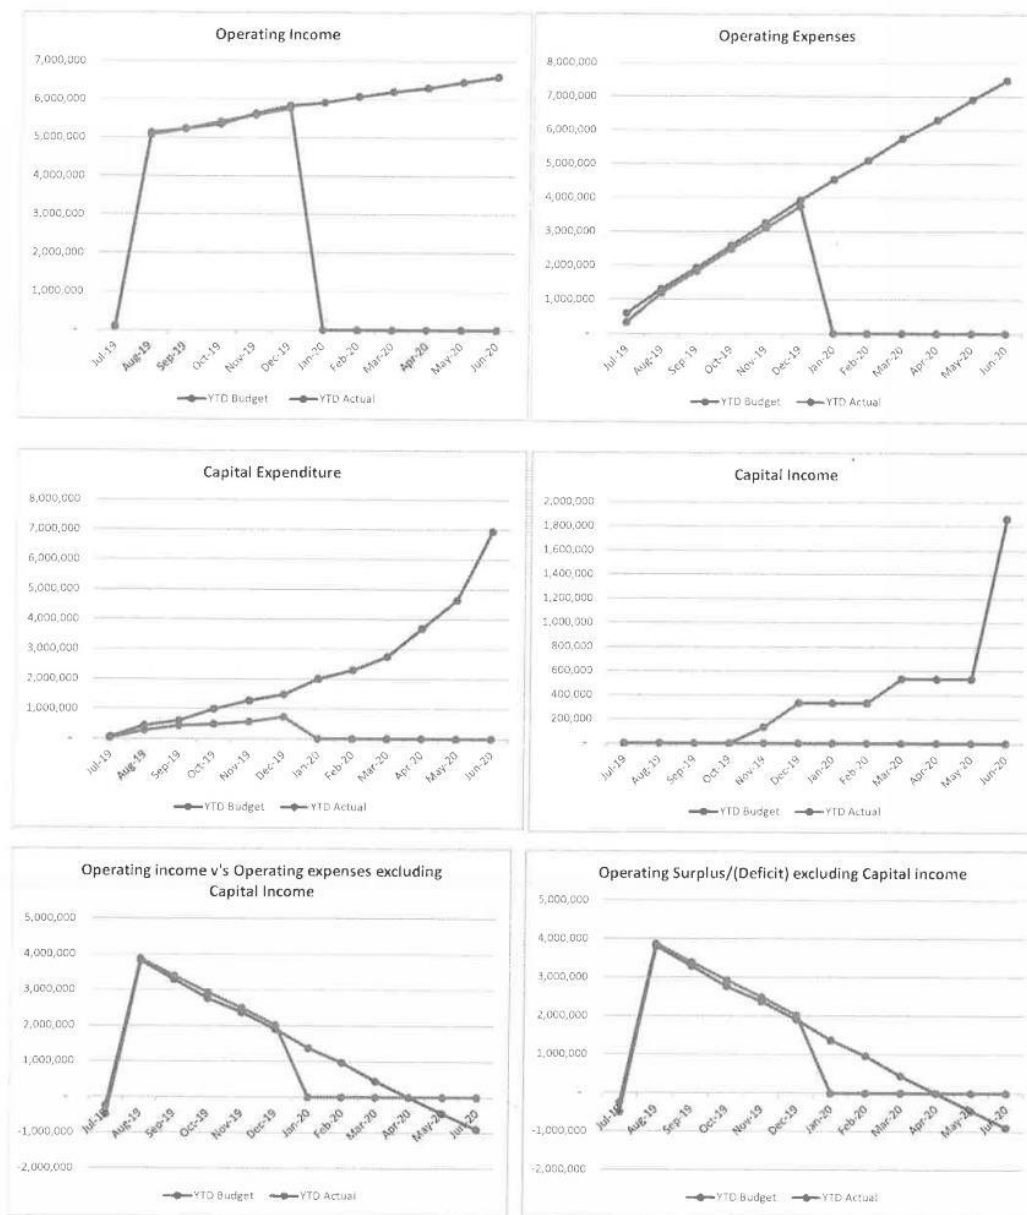 Operating Income
7,000,000
6,000,000
5,000,000
4,000,000
3,000,000
2,000,000
1,000,000
-
Jul-19 Aug-19 Sep-19 Oct-19 Nov-19 Dec-19 Jan-20 Feb-20 Mar-20 Apr-20 May-20 Jun-20
YTD Budget YTD Actual
Operating Expenses
8,000,000
7,000,000
6,000,000
5,000,000
4,000,000
3,000,000
2,000,000
1,000,000
-
Jul-19 Aug-19 Sep-19 Oct-19 Nov-19 Dec-19 Jan-20 Feb-20 Mar-20 Apr-20 May-20 Jun-20
YTD Budget YTD Actual
Capital Expenditure
8,000,000
7,000,000
6,000,000
5,000,000
4,000,000
3,000,000
2,000,000
1,000,000
-
Jul-19 Aug-19 Sep-19 Oct-19 Nov-19 Dec-19 Jan-20 Feb-20 Mar-20 Apr-20 May-20 Jun-20
YTD Budget YTD Actual
Capital Income
2,000,000
1,800,000
1,600,000
1,400,000
1,200,000
1,000,000
800,000
600,000
400,000
200,000
-
Jul-19 Aug-19 Sep-19 Oct-19 Nov-19 Dec-19 Jan-20 Feb-20 Mar-20 Apr-20 May-20 Jun-20
YTD Budget YTD Actual
Operating income v's Operating expenses excluding
Capital Income
5,000,000
4,000,000
3,000,000
2,000,000
1,000,000
-
-1,000,000
-2,000,000
Jul-19 Aug-19 Sep-19 Oct-19 Nov-19 Dec-19 Jan-20 Feb-20 Mar-20 Apr-20 May-20 Jun-20
YTD Budget YTD Actual
Operating Surplus/(Deficit) excluding Capital income
5,000,000
4,000,000
3,000,000
2,000,000
1,000,000
-
-1,000,000
-2,000,000
Jul-19 Aug-19 Sep-19 Oct-19 Nov-19 Dec-19 Jan-20 Feb-20 Mar-20 Apr-20 May-20 Jun-20
YTD Budget YTD Actual